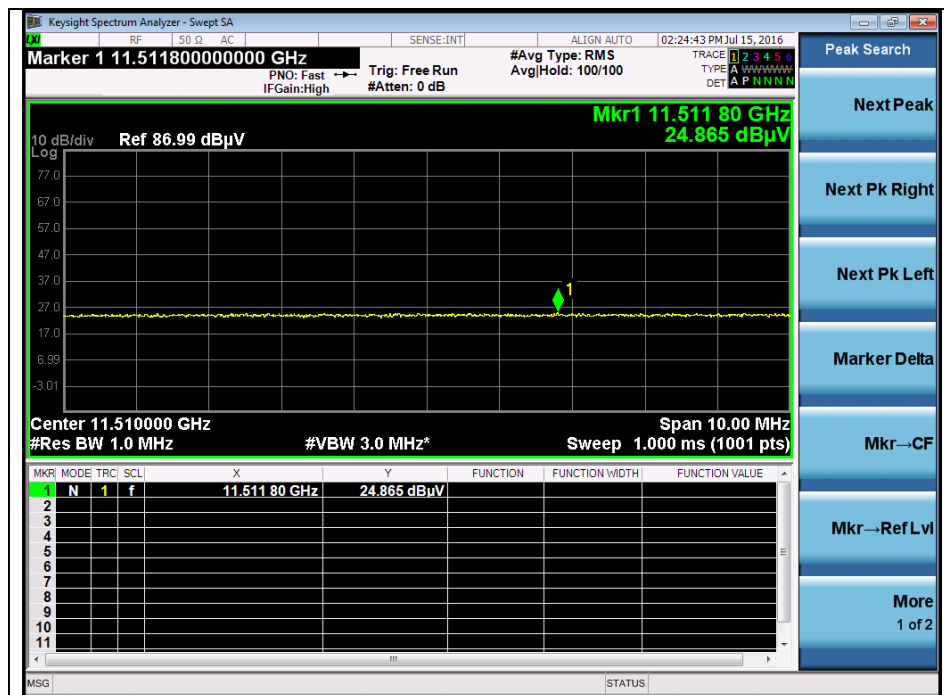 Keysight Spectrum Analyzer - Swept SA
LXI RF 50 Ω AC SENSE:INT ALIGN AUTO 02:24:43 PM Jul 15, 2016
Marker 1 11.511800000000 GHz
PNO: Fast
IFGain:High
Trig: Free Run
#Atten: 0 dB
#Avg Type: RMS
Avg|Hold: 100/100
TRACE 1 2 3 4 5 6
TYPE A WWWWW
DET A P N N N N
Mkr1 11.511 80 GHz
24.865 dBµV
10 dB/div Ref 86.99 dBµV
Log
77.0
67.0
57.0
47.0
37.0
27.0
17.0
6.99
-3.01
1
Center 11.510000 GHz Span 10.00 MHz
#Res BW 1.0 MHz #VBW 3.0 MHz* Sweep 1.000 ms (1001 pts)
MKR MODE TRC SCL X Y FUNCTION FUNCTION WIDTH FUNCTION VALUE
1 N 1 f 11.511 80 GHz 24.865 dBµV
2
3
4
5
6
7
8
9
10
11
MSG STATUS
Peak Search
Next Peak
Next Pk Right
Next Pk Left
Marker Delta
Mkr→CF
Mkr→Ref Lvl
More
1 of 2